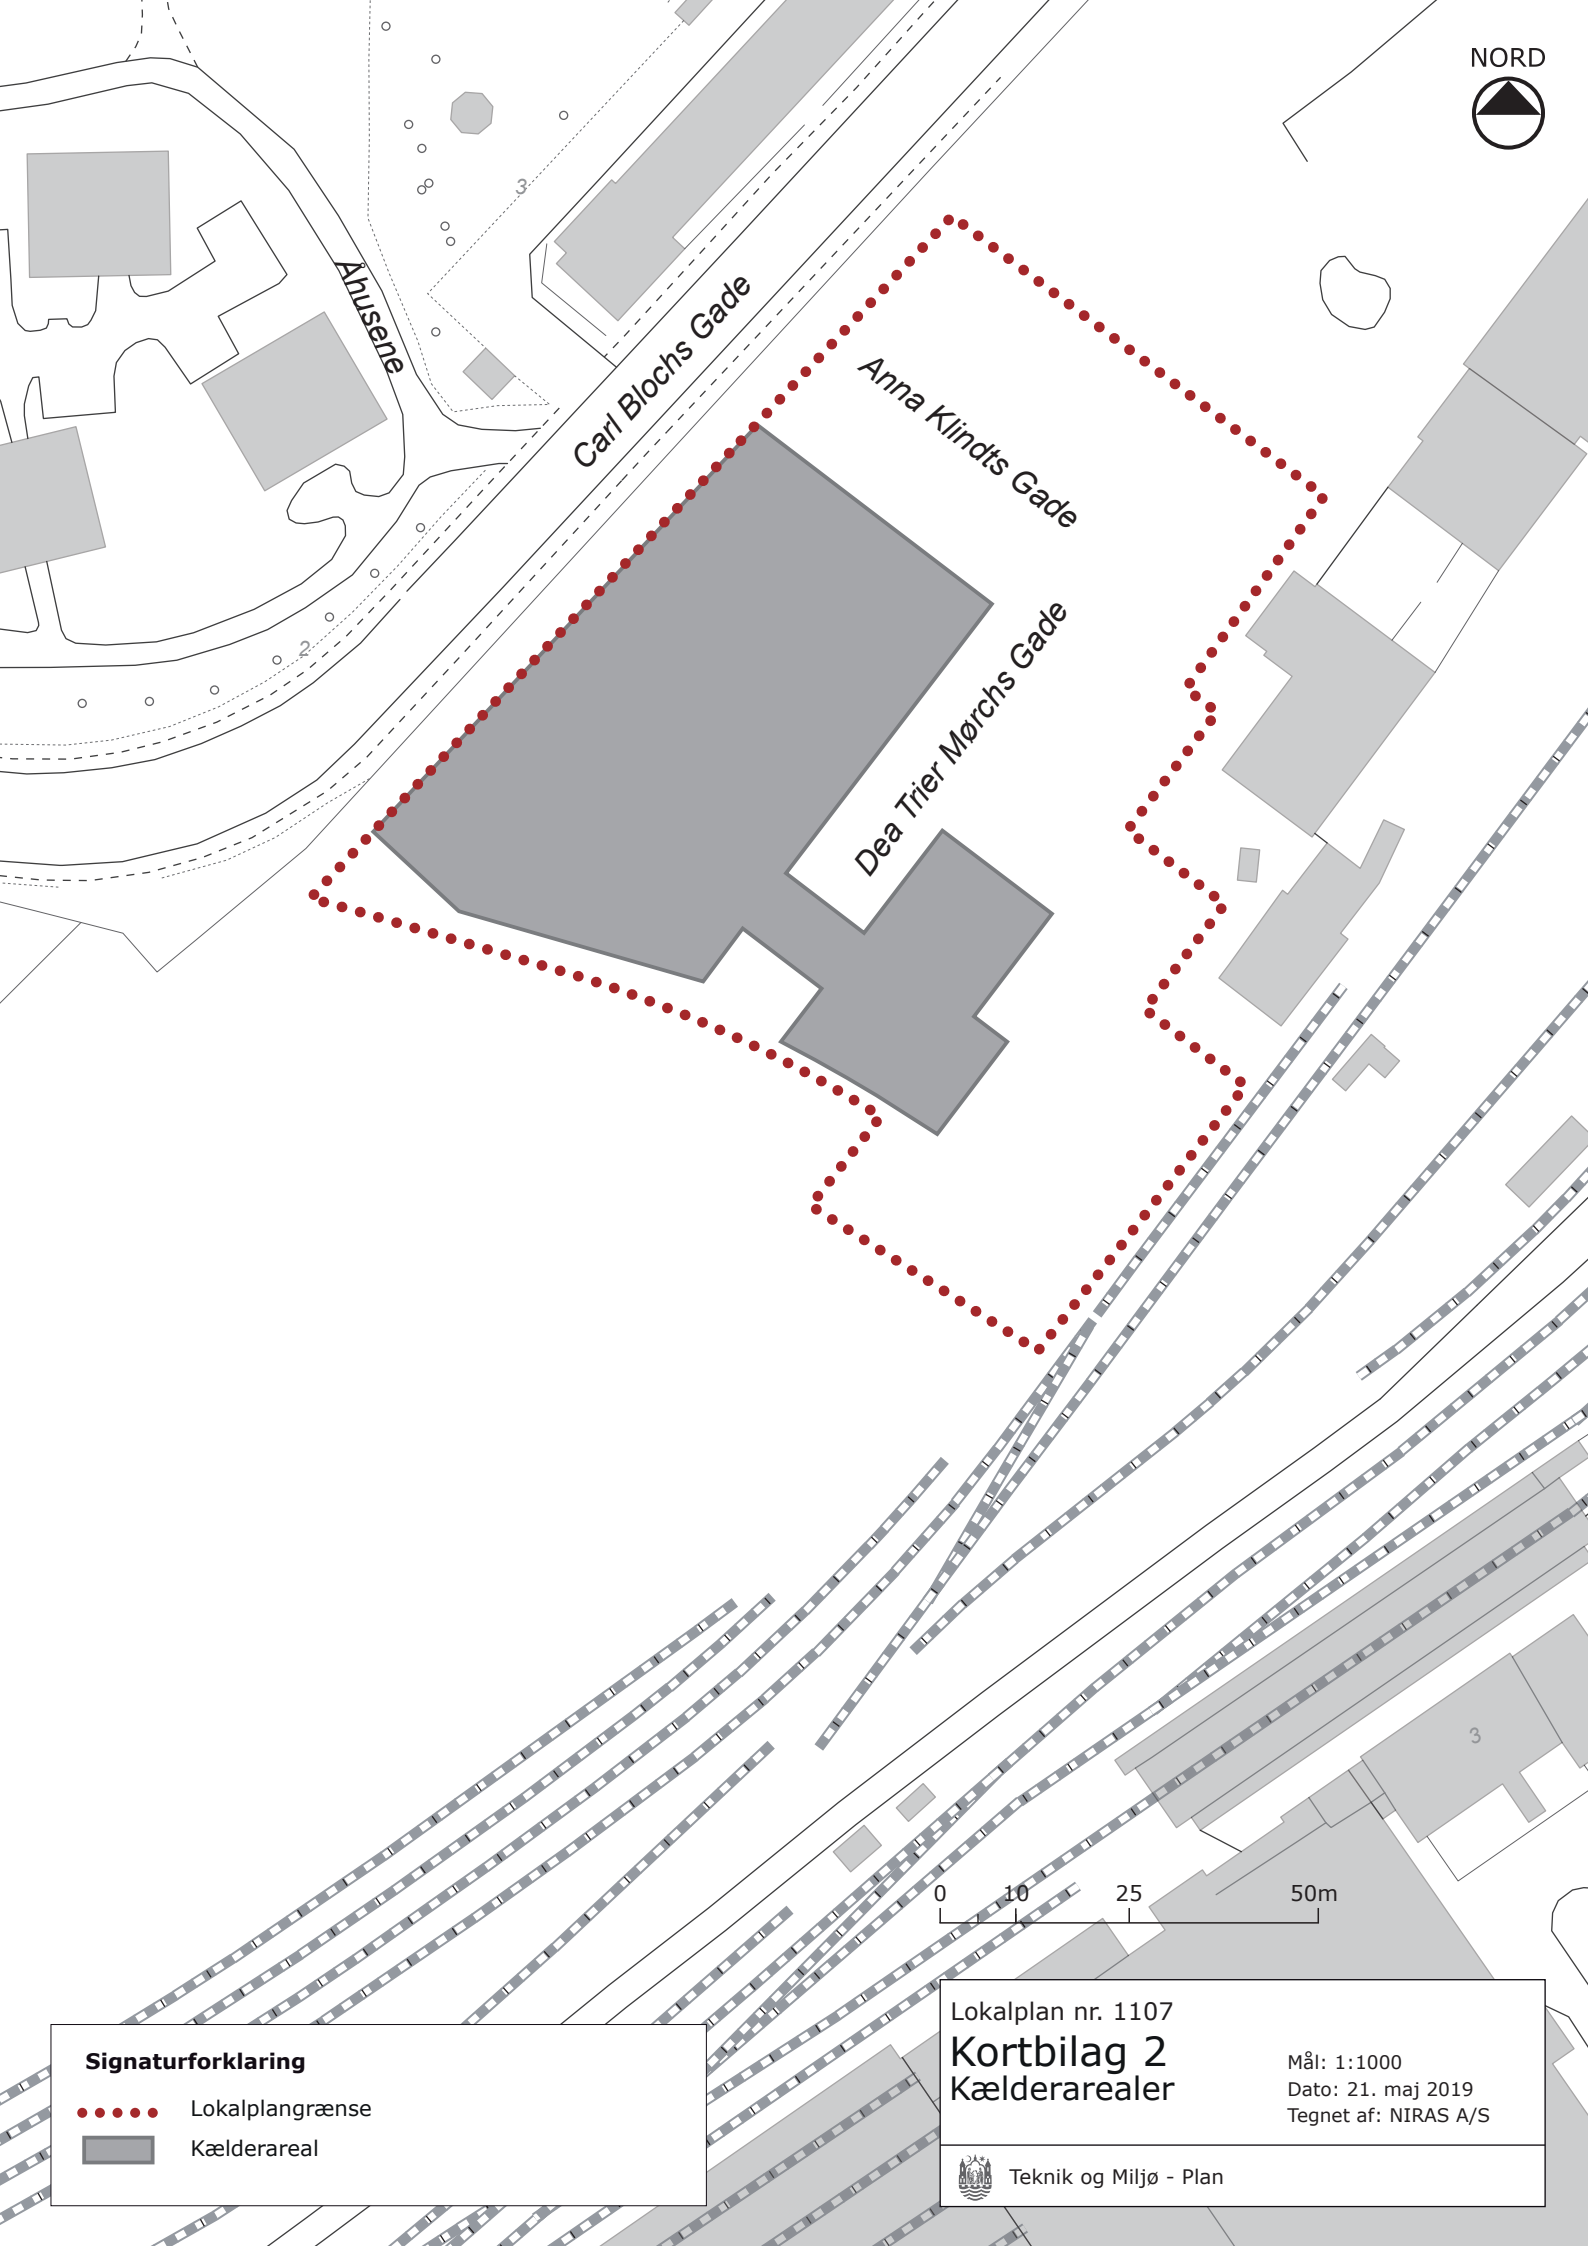 NORD
3
Åhusene
Carl Blochs Gade
Anna Klindts Gade
Dea Trier Mørchs Gade
2
3
0 10 25 50m
Lokalplan nr. 1107
Kortbilag 2
Kælderarealer
Mål: 1:1000
Dato: 21. maj 2019
Tegnet af: NIRAS A/S
Teknik og Miljø - Plan
Signaturforklaring
Lokalplangrænse
Kælderareal